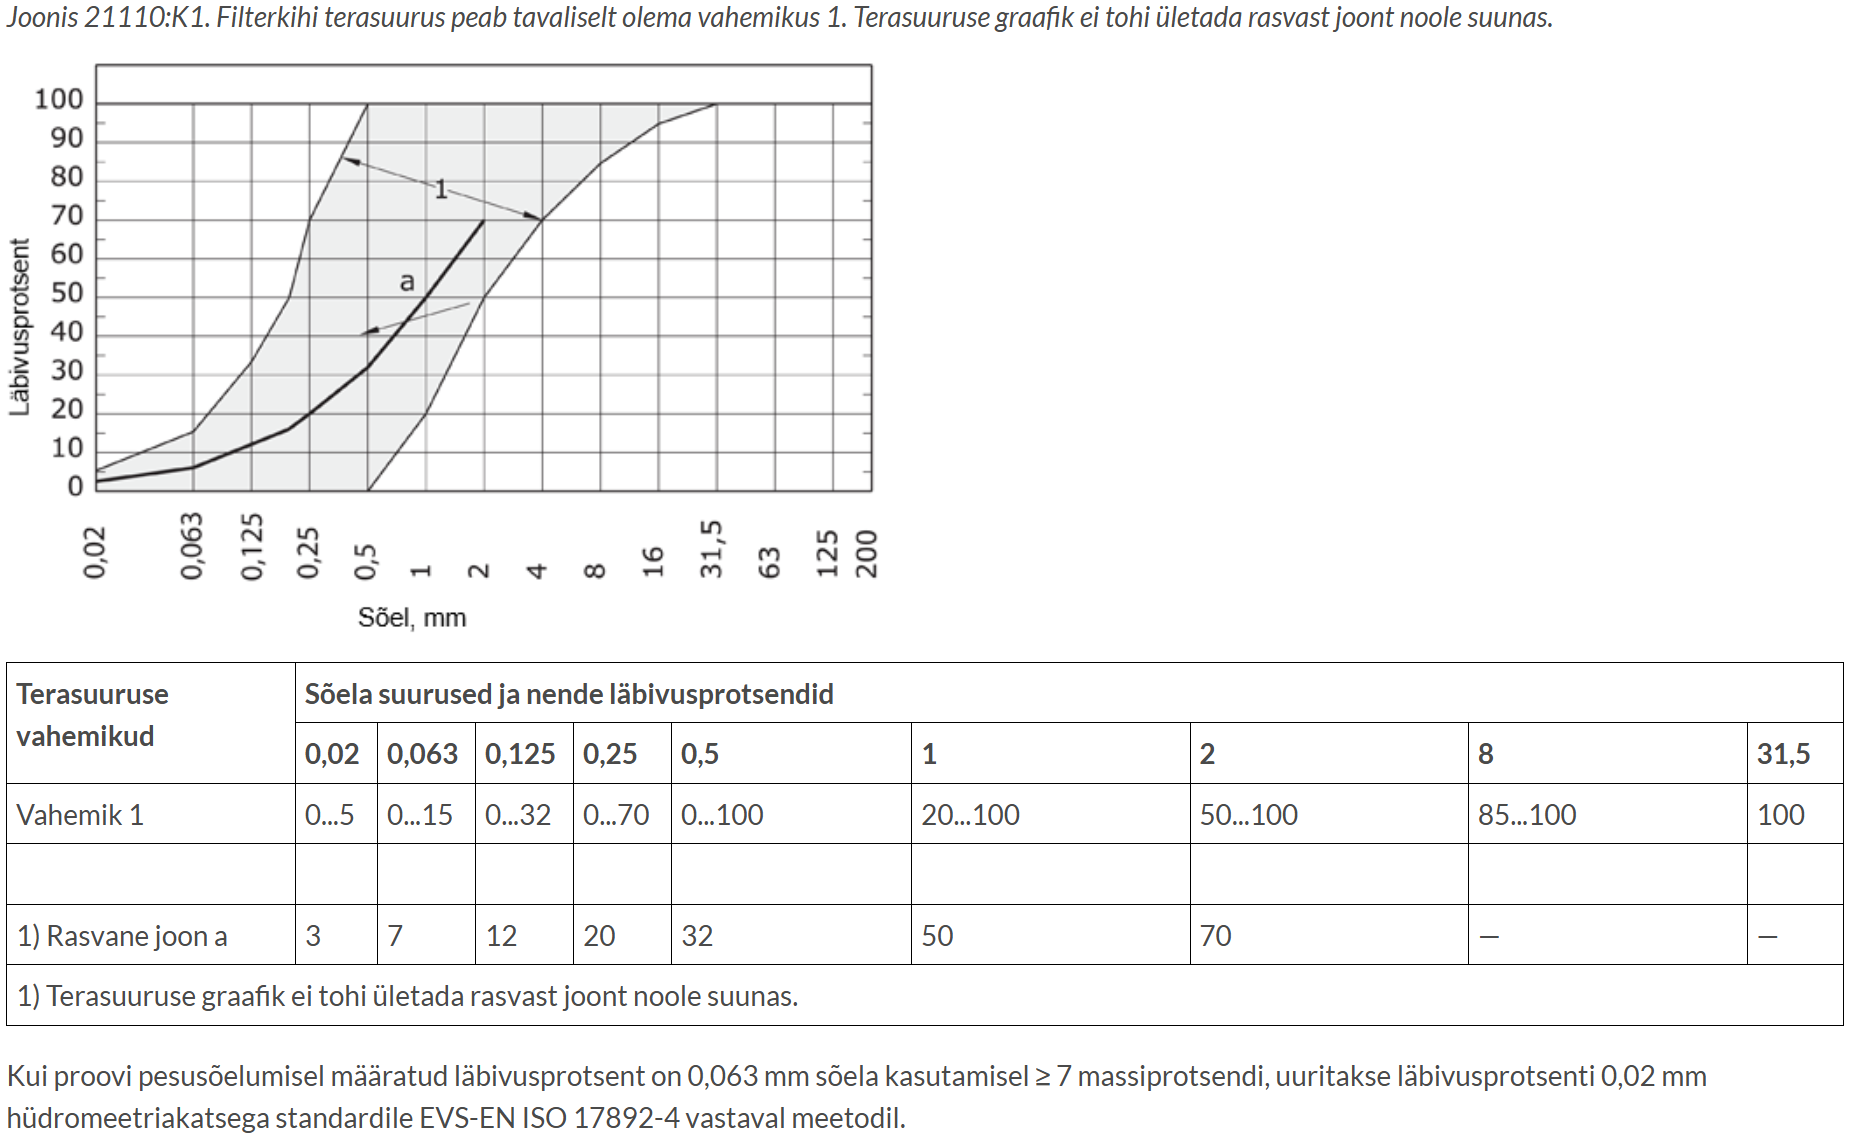 Joonis 21110:K1. Filterkihi terasuurus peab tavaliselt olema vahemikus 1. Terasuuruse graafik ei tohi ületada rasvast joont noole suunas.
100
90
80
70
60
50
40
30
20
10
0
Läbivusprotsent
1
a
0,02 0,063 0,125 0,25 0,5 1 2 4 8 16 31,5 63 125 200
Sõel, mm
Terasuuruse vahemikud
Sõela suurused ja nende läbivusprotsendid
0,02 0,063 0,125 0,25 0,5 1 2 8 31,5
Vahemik 1 0...5 0...15 0...32 0...70 0...100 20...100 50...100 85...100 100
1) Rasvane joon a 3 7 12 20 32 50 70 — —
1) Terasuuruse graafik ei tohi ületada rasvast joont noole suunas.
Kui proovi pesusõelumisel määratud läbivusprotsent on 0,063 mm sõela kasutamisel ≥ 7 massiprotsendi, uuritakse läbivusprotsenti 0,02 mm
hüdromeetriakatsega standardile EVS-EN ISO 17892-4 vastaval meetodil.